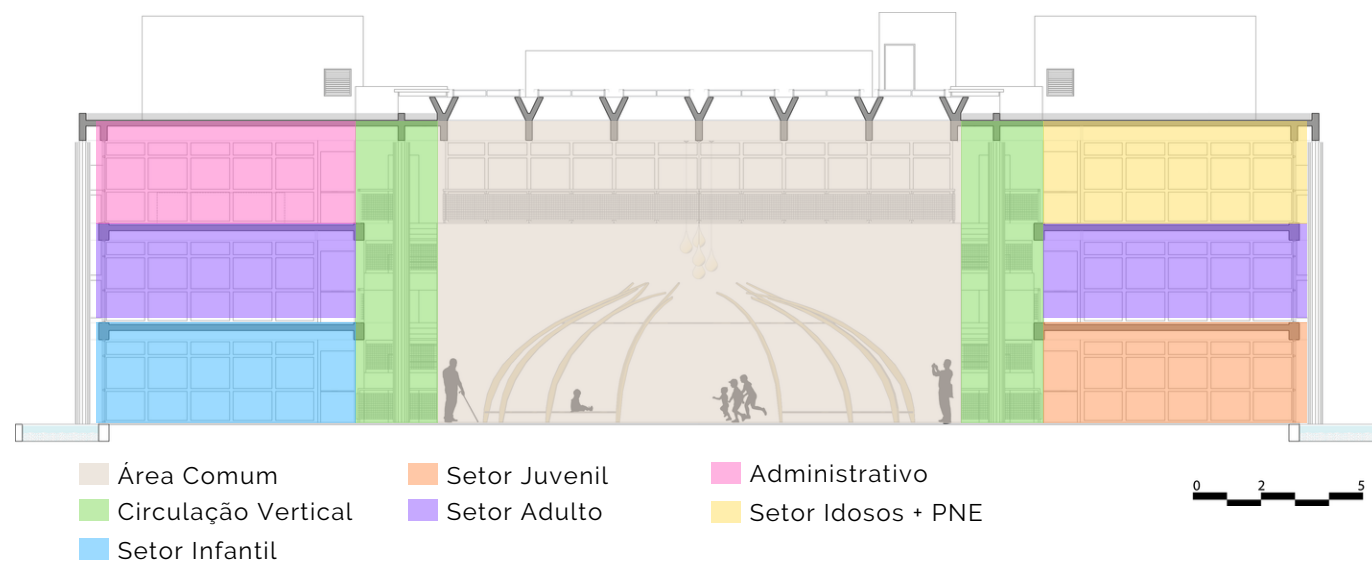 Área Comum
Circulação Vertical
Setor Infantil
Setor Juvenil
Setor Adulto
Administrativo
Setor Idosos + PNE
0 2 5